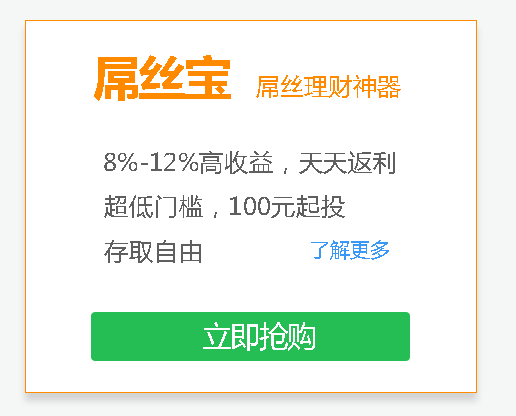 屌丝宝 屌丝理财神器
8%-12%高收益，天天返利
超低门槛，100元起投
存取自由 了解更多
立即抢购